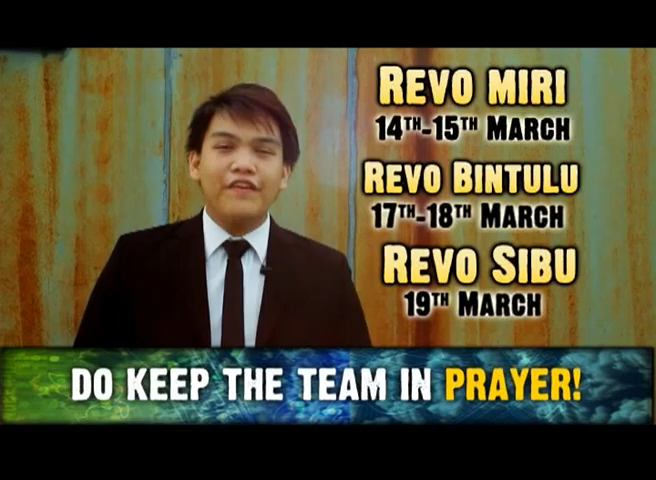 REVO MIRI
14TH-15TH MARCH
REVO BINTULU
17TH-18TH MARCH
REVO SIBU
19TH MARCH
DO KEEP THE TEAM IN PRAYER!